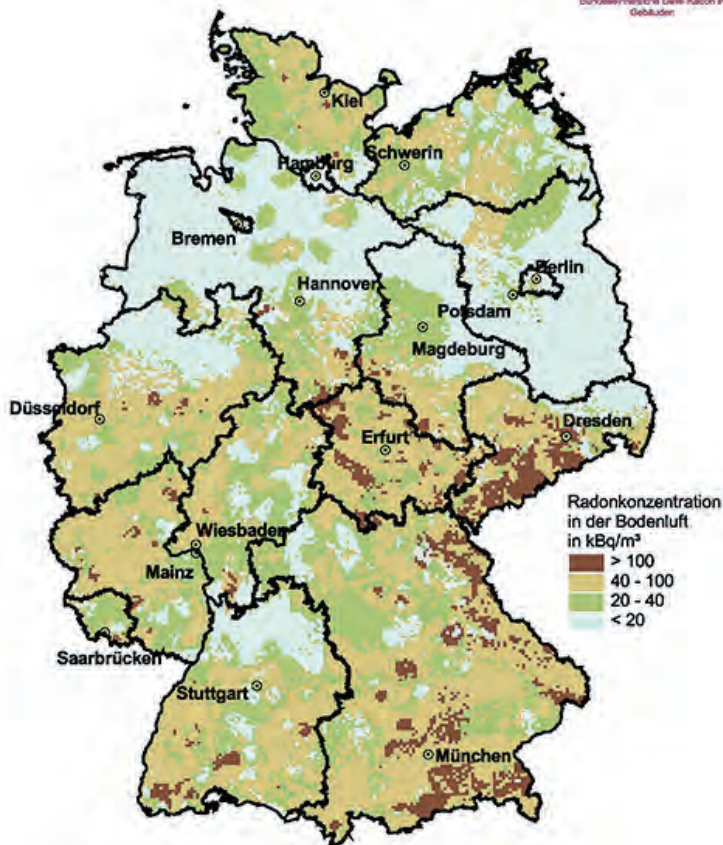 Gebäuden
Kiel
Schwerin
Hamburg
Bremen
Berlin
Hannover
Potsdam
Magdeburg
Düsseldorf
Erfurt
Dresden
Radonkonzentration
in der Bodenluft
in kBq/m³
> 100
40 - 100
20 - 40
< 20
Wiesbaden
Mainz
Saarbrücken
Stuttgart
München